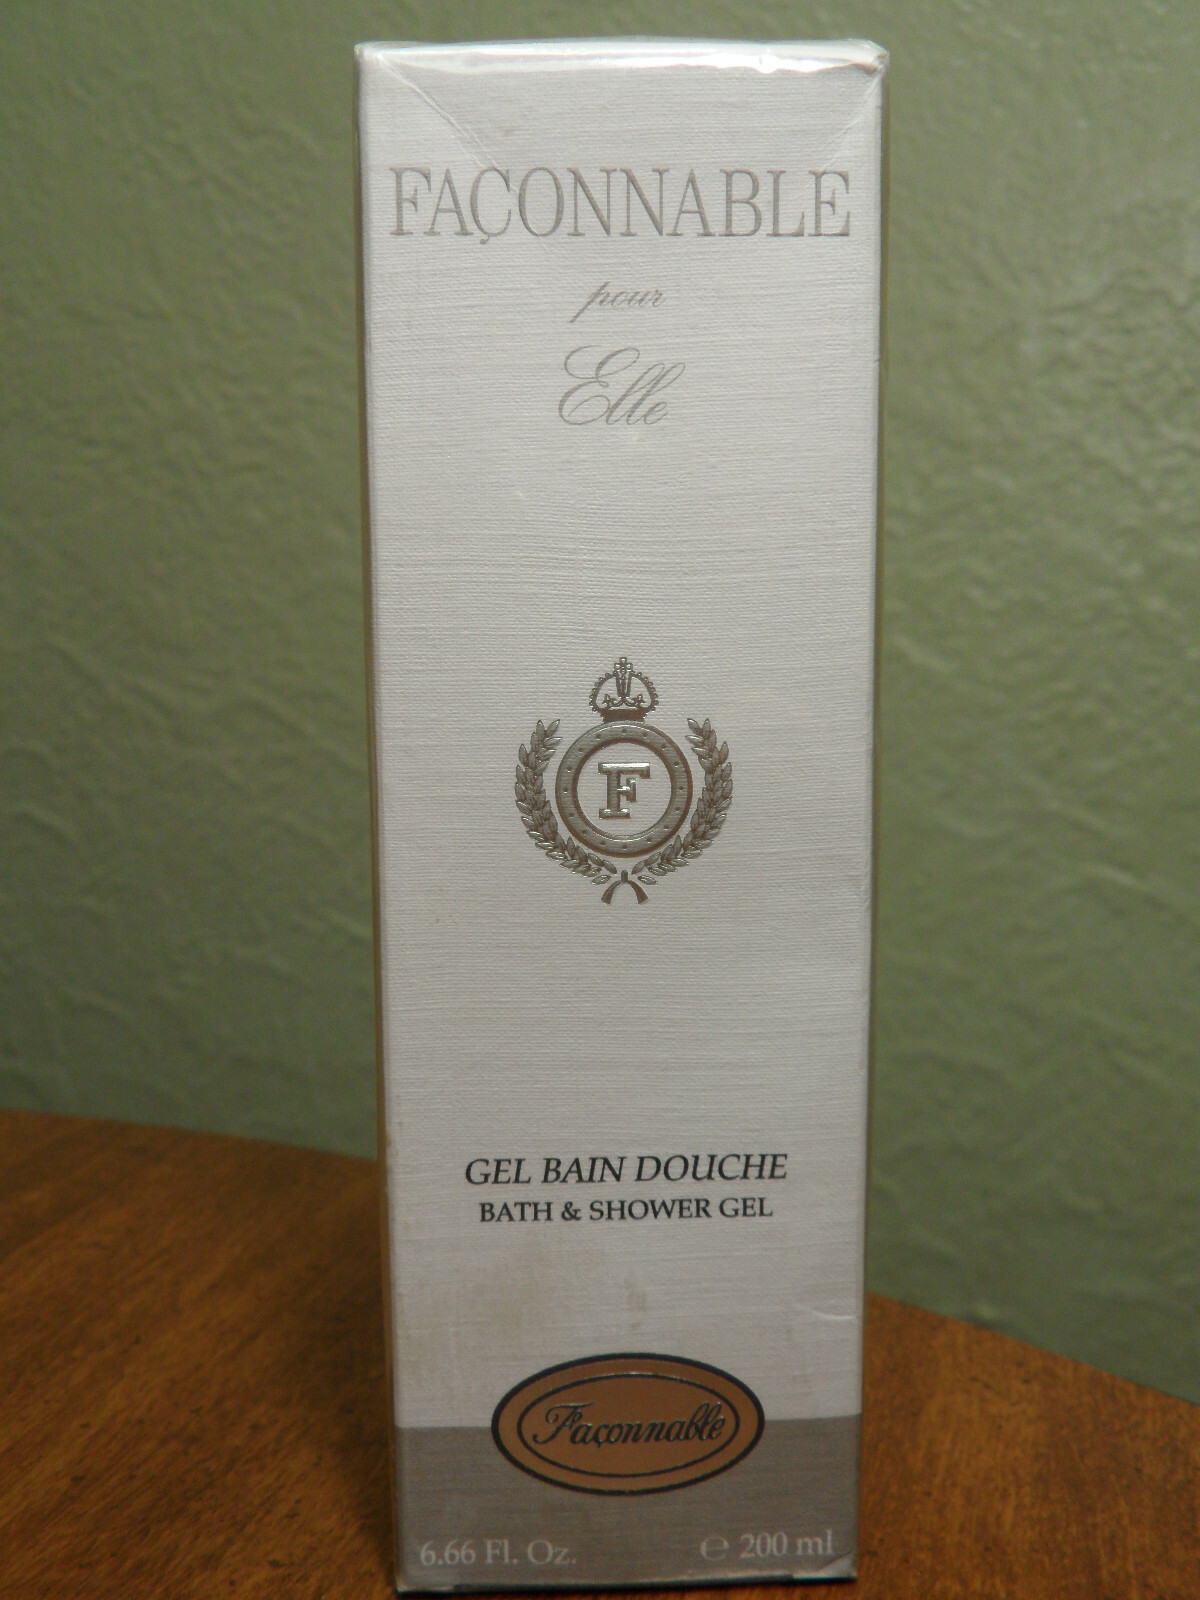 FAÇONNABLE
pour
Elle
F
GEL BAIN DOUCHE
BATH & SHOWER GEL
Façonnable
6.66 Fl. Oz. ℮ 200 ml